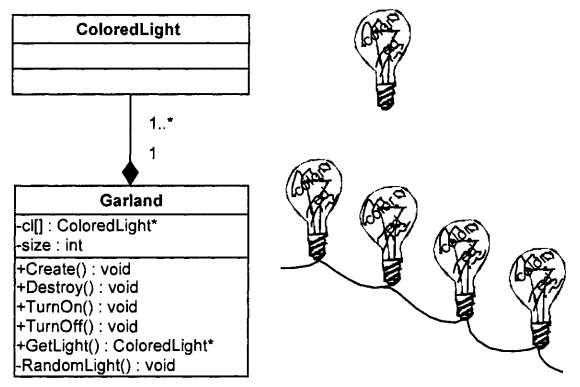 ColoredLight
1..*
1
Garland
-cl[] : ColoredLight*
-size : int
+Create() : void
+Destroy() : void
+TurnOn() : void
+TurnOff() : void
+GetLight() : ColoredLight*
-RandomLight() : void